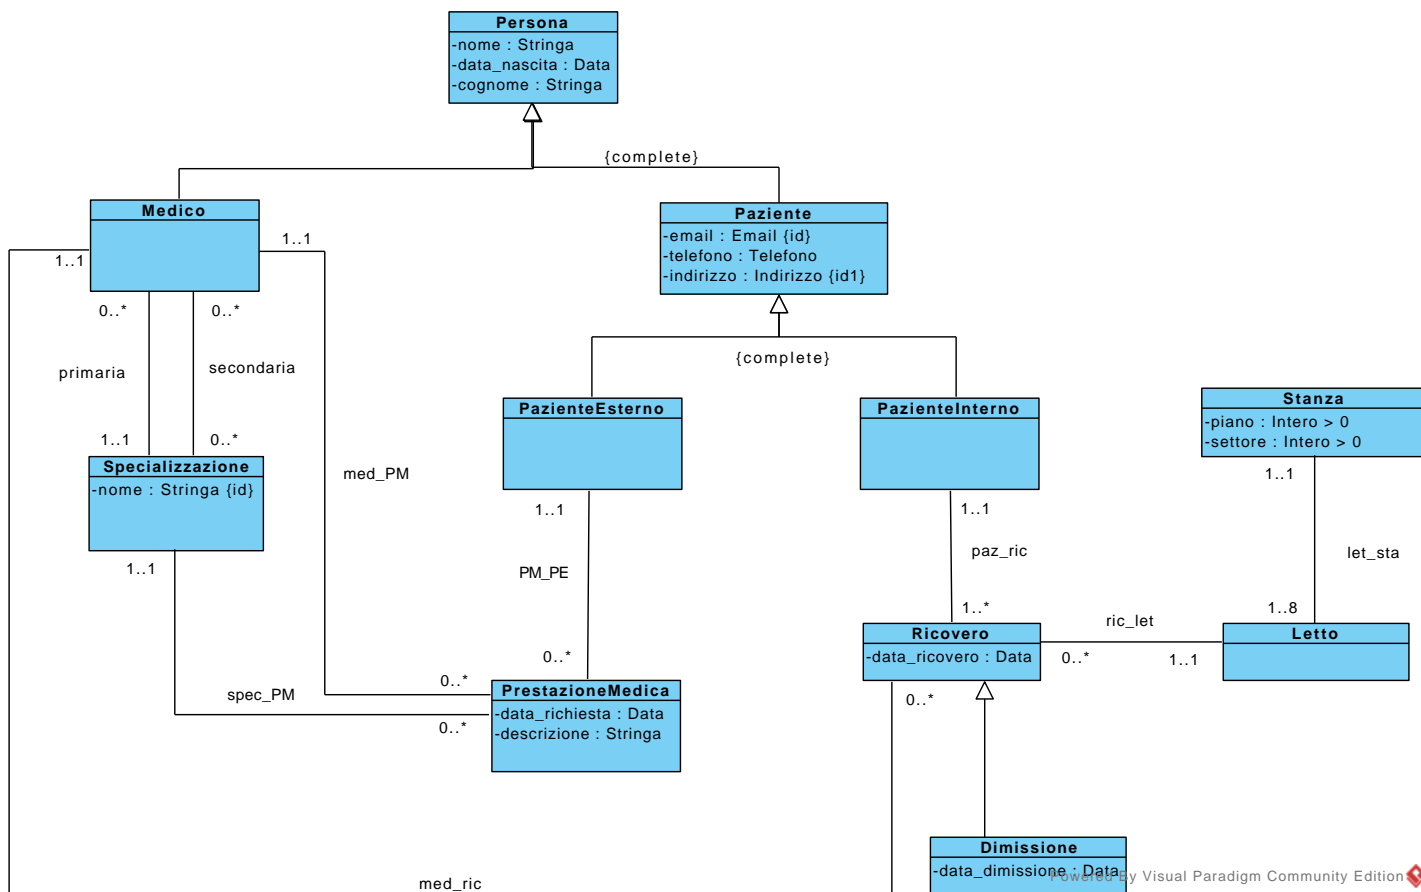 Persona
-nome : Stringa
-data_nascita : Data
-cognome : Stringa
{complete}
Medico
Paziente
-email : Email {id}
-telefono : Telefono
-indirizzo : Indirizzo {id1}
1..1
1..1
0..*
0..*
primaria
secondaria
{complete}
1..1
0..*
PazienteEsterno
PazienteInterno
Stanza
-piano : Intero > 0
-settore : Intero > 0
Specializzazione
-nome : Stringa {id}
med_PM
1..1
1..1
1..1
1..1
PM_PE
paz_ric
let_sta
1..*
1..8
ric_let
Ricovero
-data_ricovero : Data
Letto
0..*
1..1
0..*
0..*
spec_PM
0..*
0..*
PrestazioneMedica
-data_richiesta : Data
-descrizione : Stringa
Dimissione
-data_dimissione : Data
med_ric
Powered By Visual Paradigm Community Edition